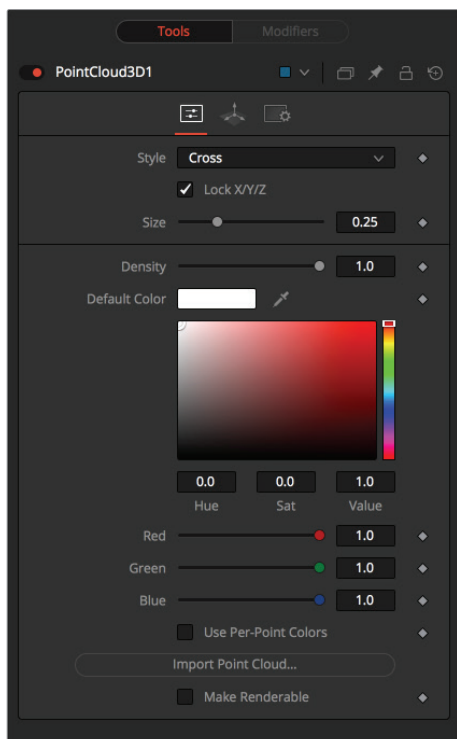 Tools Modifiers
PointCloud3D1
Style Cross
Lock X/Y/Z
Size 0.25
Density 1.0
Default Color
0.0 0.0 1.0
Hue Sat Value
Red 1.0
Green 1.0
Blue 1.0
Use Per-Point Colors
Import Point Cloud...
Make Renderable